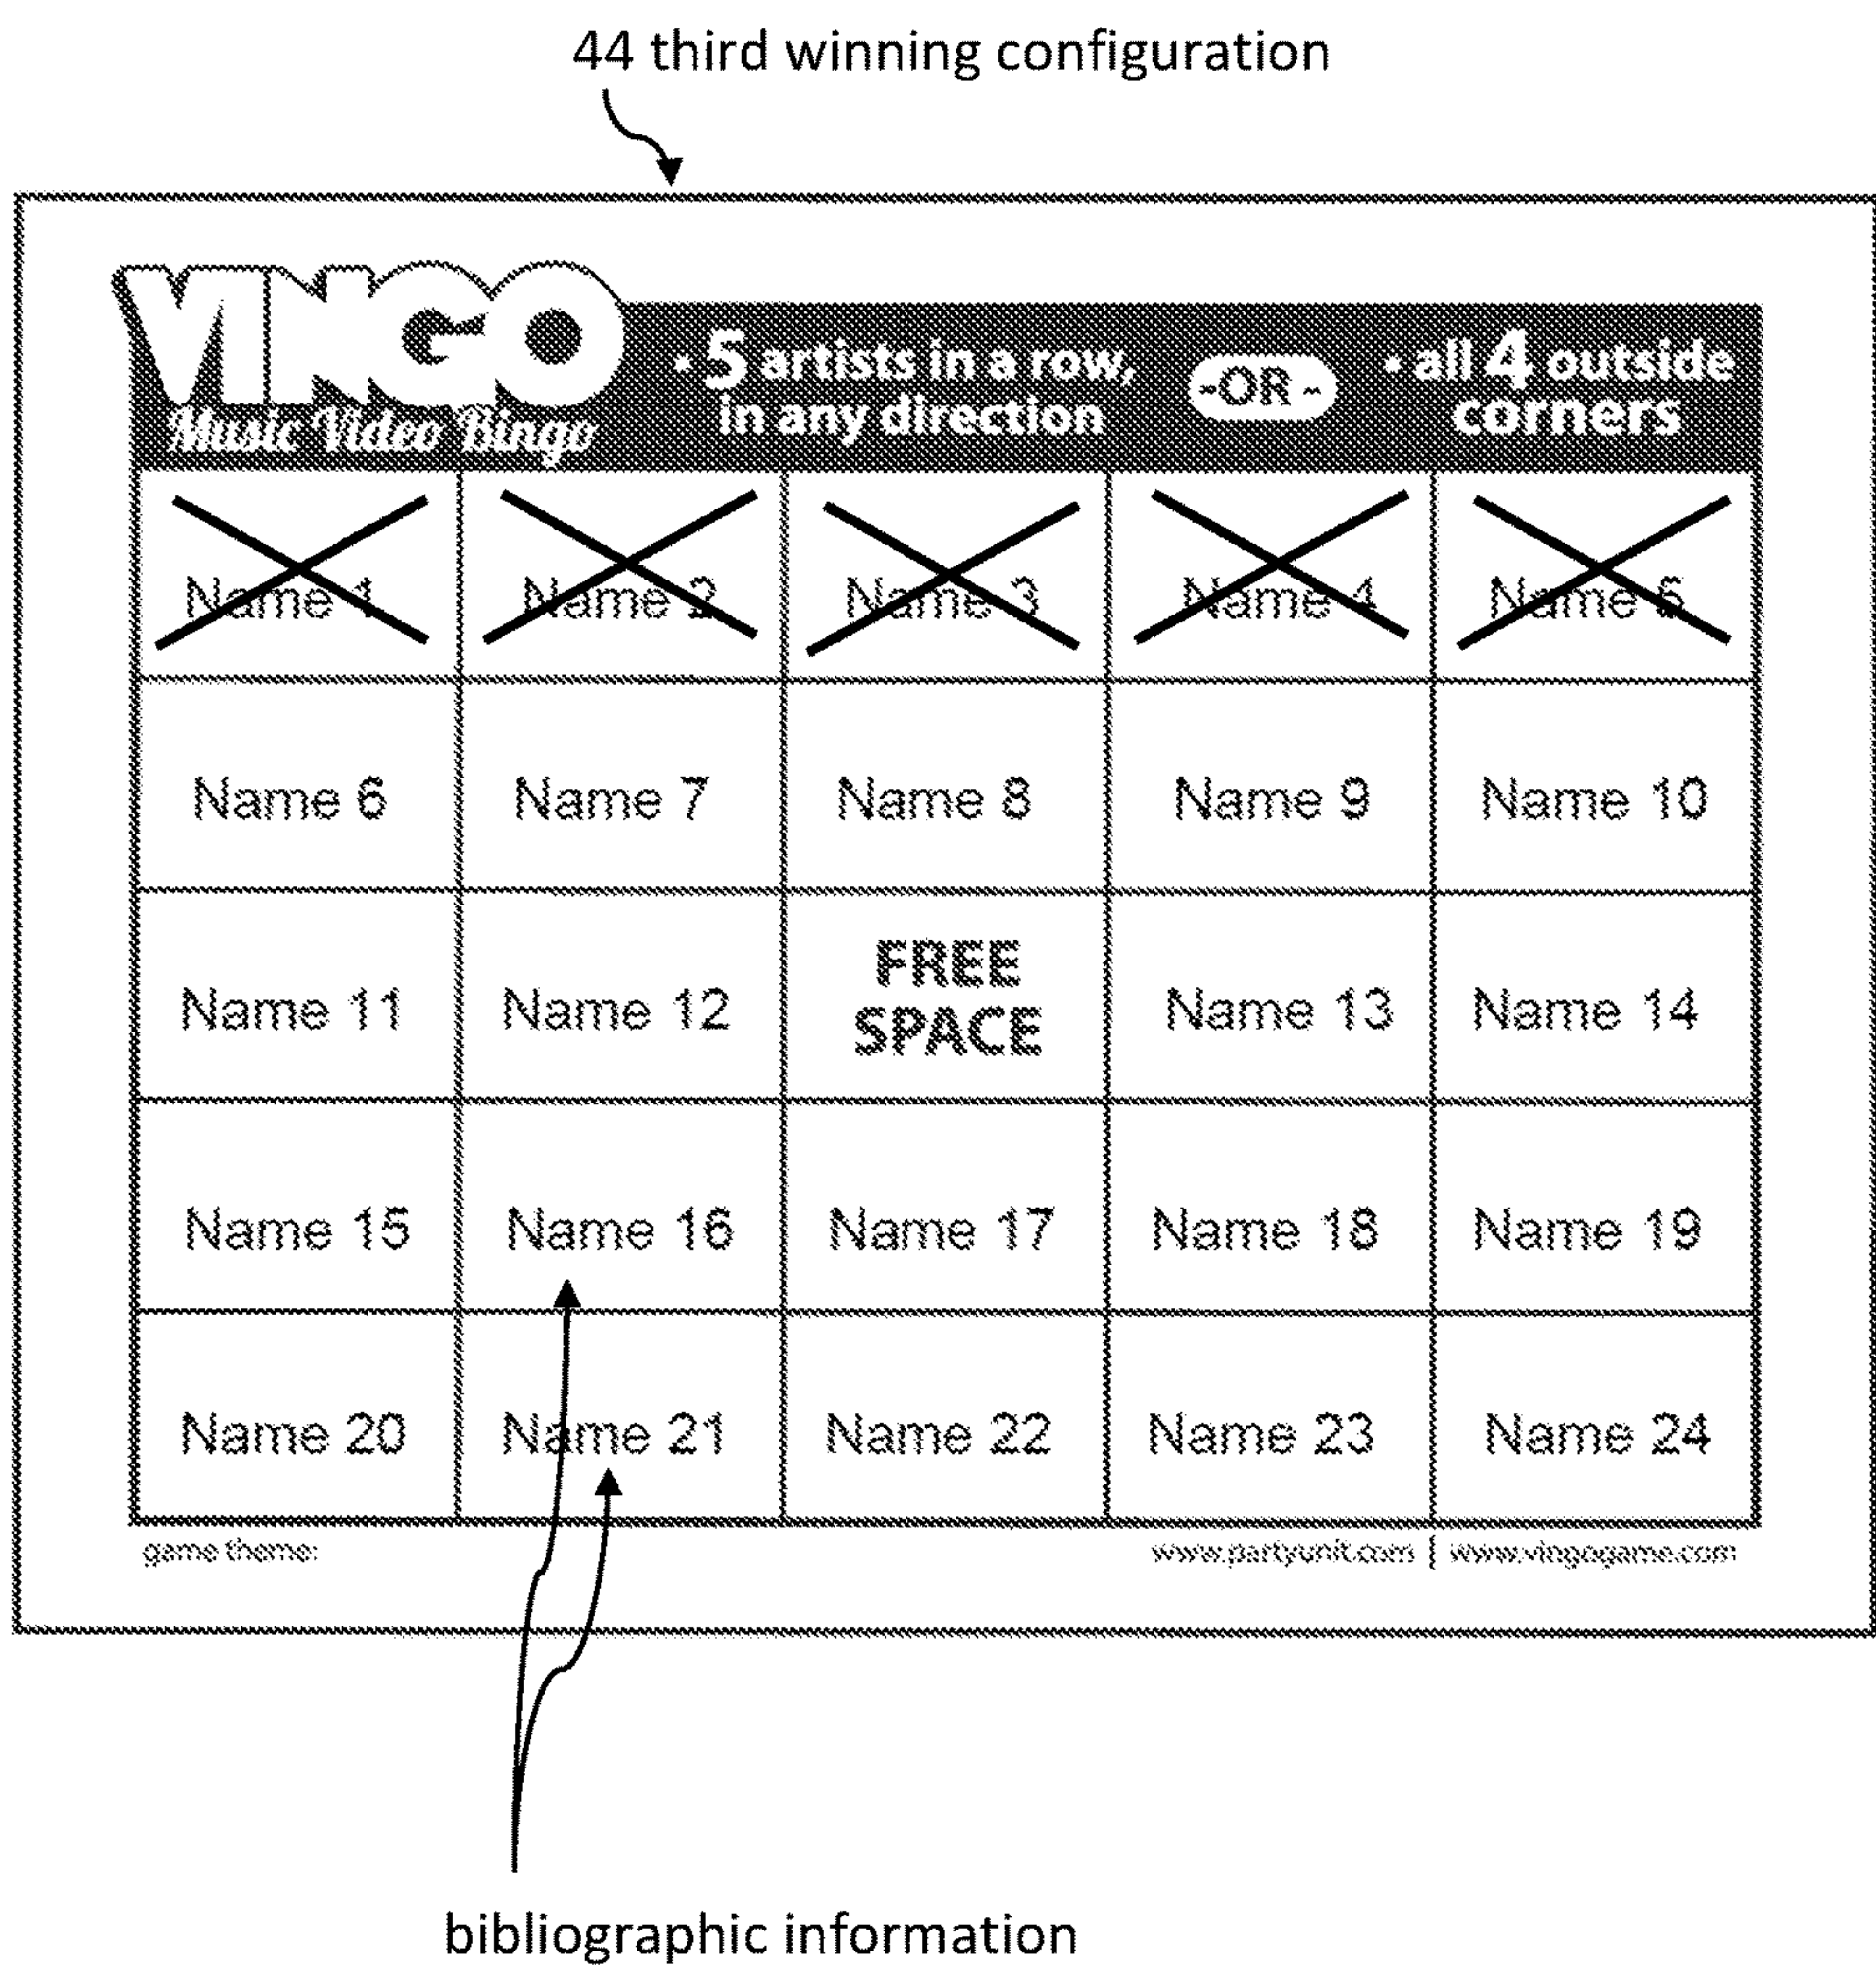 44 third winning configuration
VINGO
Music Video Bingo
• 5 artists in a row,
in any direction
-OR -
• all 4 outside
corners
Name 1 Name 2 Name 3 Name 4 Name 5
Name 6 Name 7 Name 8 Name 9 Name 10
Name 11 Name 12 FREE SPACE Name 13 Name 14
Name 15 Name 16 Name 17 Name 18 Name 19
Name 20 Name 21 Name 22 Name 23 Name 24
game theme: www.partyunit.com | www.vingogame.com
bibliographic information